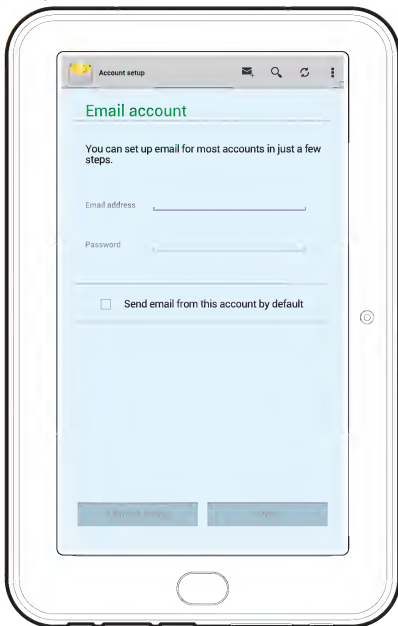 Account setup
Email account
You can set up email for most accounts in just a few
steps.
Email address
Password
Send email from this account by default